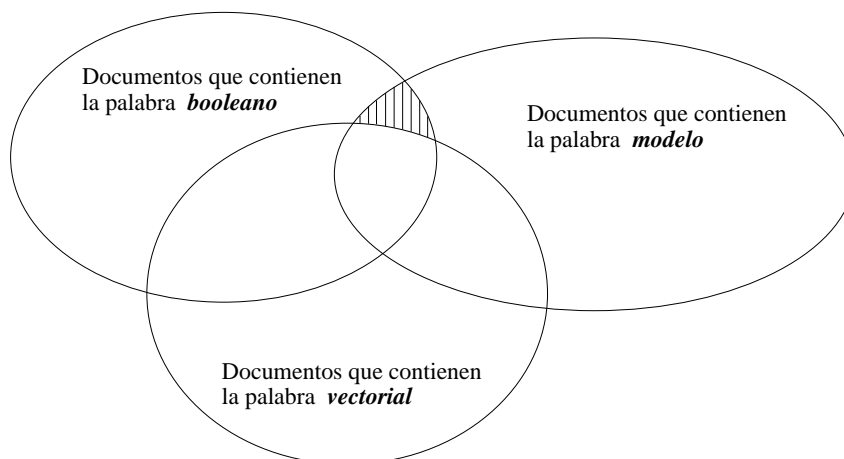 Documentos que contienen
la palabra booleano
Documentos que contienen
la palabra modelo
Documentos que contienen
la palabra vectorial